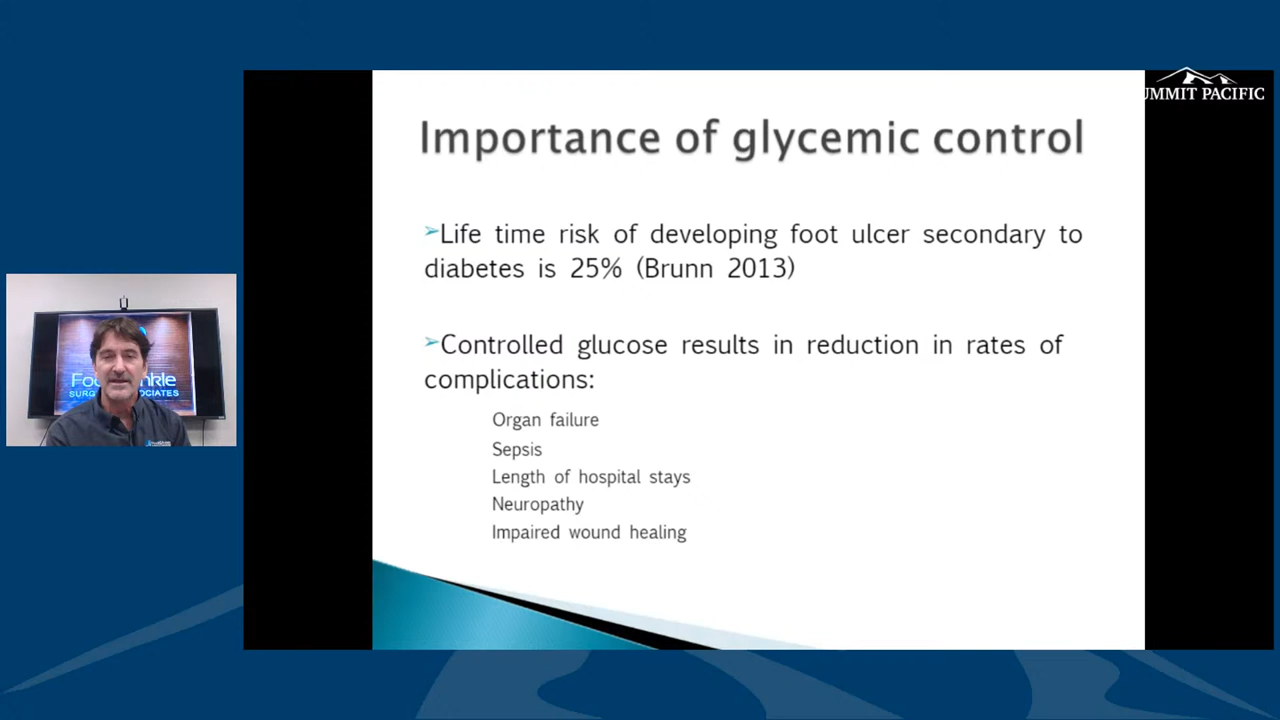 UMMIT PACIFIC
Importance of glycemic control
➢Life time risk of developing foot ulcer secondary to
diabetes is 25% (Brunn 2013)
➢Controlled glucose results in reduction in rates of
complications:
Organ failure
Sepsis
Length of hospital stays
Neuropathy
Impaired wound healing